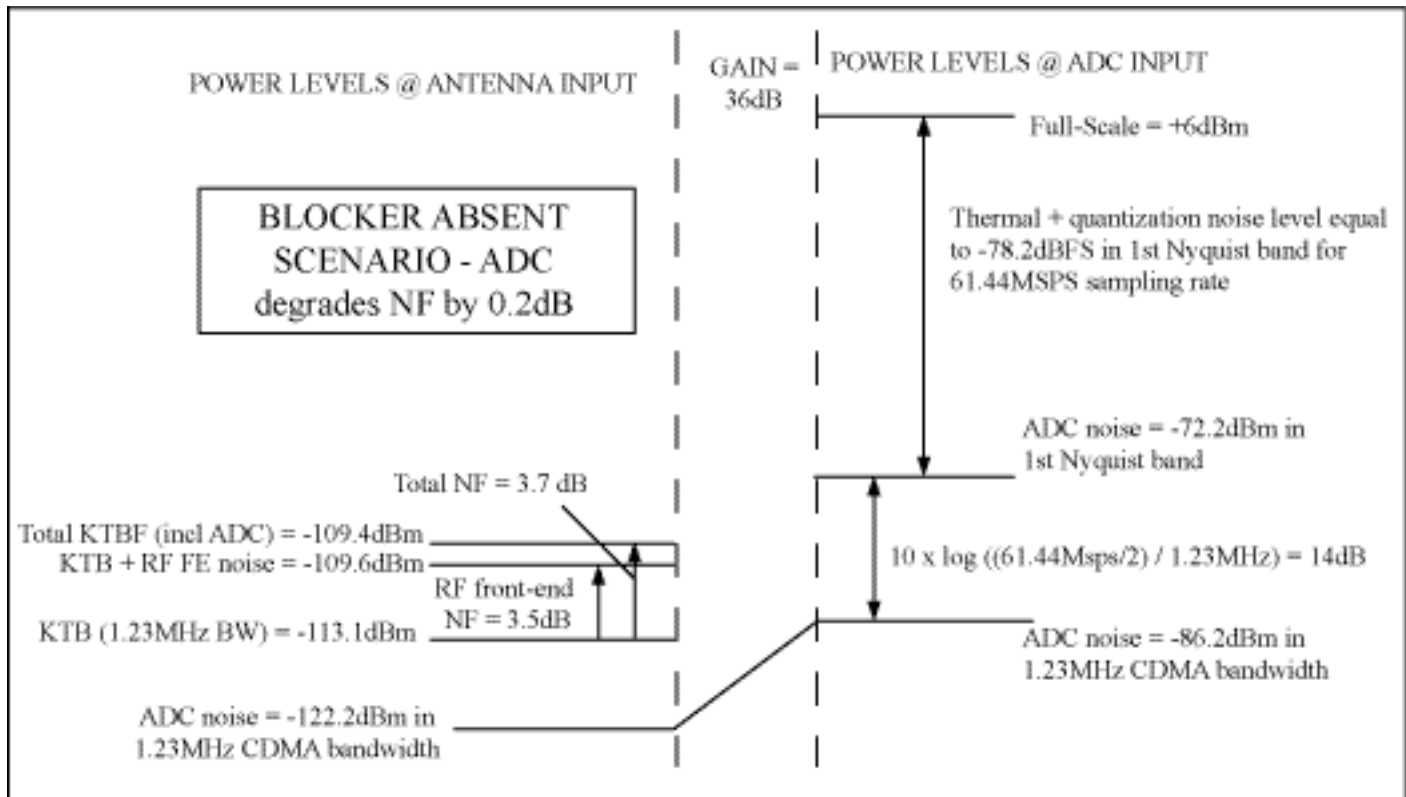 POWER LEVELS @ ANTENNA INPUT
GAIN =
36dB
POWER LEVELS @ ADC INPUT
Full-Scale = +6dBm
BLOCKER ABSENT
SCENARIO - ADC
degrades NF by 0.2dB
Thermal + quantization noise level equal
to -78.2dBFS in 1st Nyquist band for
61.44MSPS sampling rate
ADC noise = -72.2dBm in
1st Nyquist band
Total NF = 3.7 dB
Total KTBF (incl ADC) = -109.4dBm
KTB + RF FE noise = -109.6dBm
RF front-end
NF = 3.5dB
KTB (1.23MHz BW) = -113.1dBm
10 x log ((61.44Msps/2) / 1.23MHz) = 14dB
ADC noise = -86.2dBm in
1.23MHz CDMA bandwidth
ADC noise = -122.2dBm in
1.23MHz CDMA bandwidth